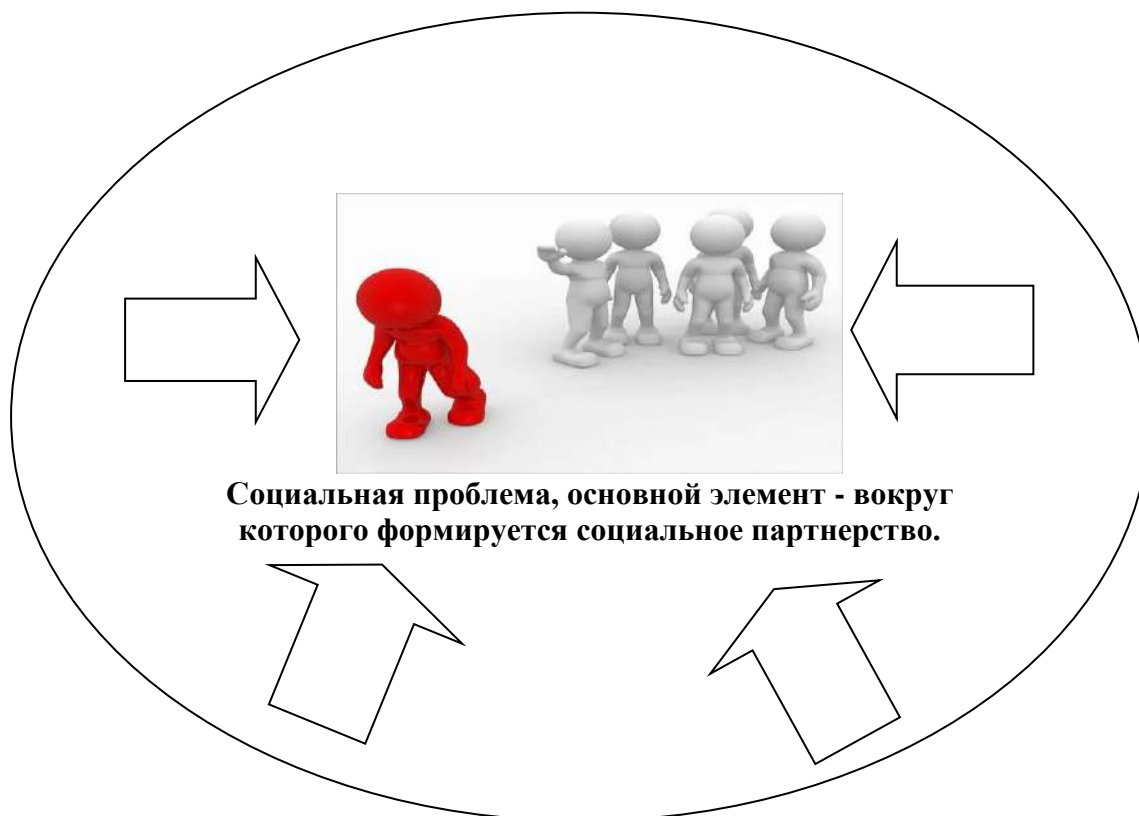 Социальная проблема, основной элемент - вокруг
которого формируется социальное партнерство.